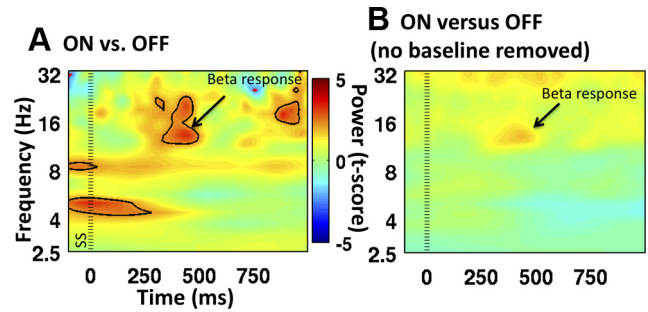 A ON vs. OFF
B ON versus OFF
(no baseline removed)
Frequency (Hz)
32
16
8
4
2.5
SS
Beta response
0 250 500 750
Time (ms)
5
0
-5
Power (t-score)
32
16
8
4
2.5
Beta response
0 250 500 750